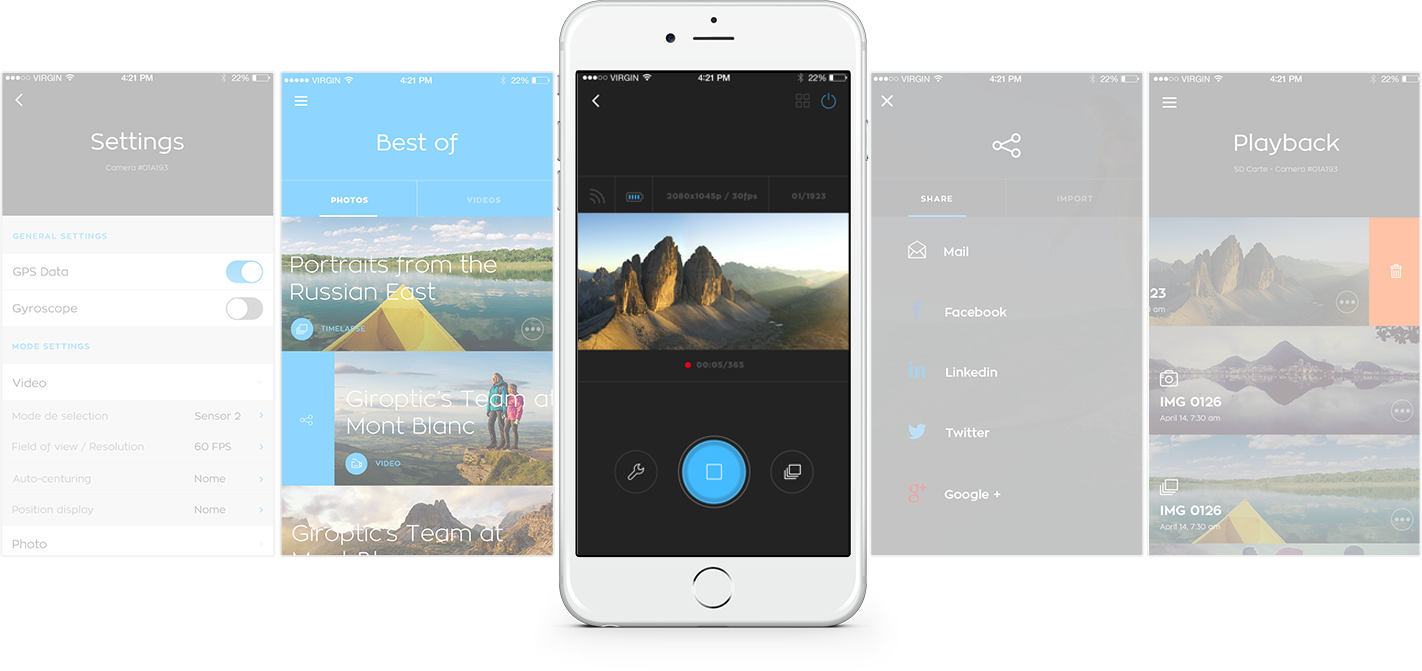 VIRGIN 4:21 PM 22%
Settings
Camera #01A193
GENERAL SETTINGS
GPS Data
Gyroscope
MODE SETTINGS
Video
Mode de selection Sensor 2
Field of view / Resolution 60 FPS
Auto-centuring Nome
Position display Nome
Photo
VIRGIN 4:21 PM 22%
Best of
PHOTOS VIDEOS
Portraits from the
Russian East
TIMELAPSE
Giroptic's Team at
Mont Blanc
VIDEO
Giroptic's Team at
Mont Blanc
VIRGIN 4:21 PM 22%
2080x1045p / 30fps 01/1923
00:05/365
VIRGIN 4:21 PM 22%
SHARE IMPORT
Mail
f Facebook
in Linkedin
Twitter
g+ Google +
VIRGIN 4:21 PM 22%
Playback
SD Carte - Camera #01A193
23
am
IMG 0126
April 14, 7:30 am
IMG 0126
April 14, 7:30 am